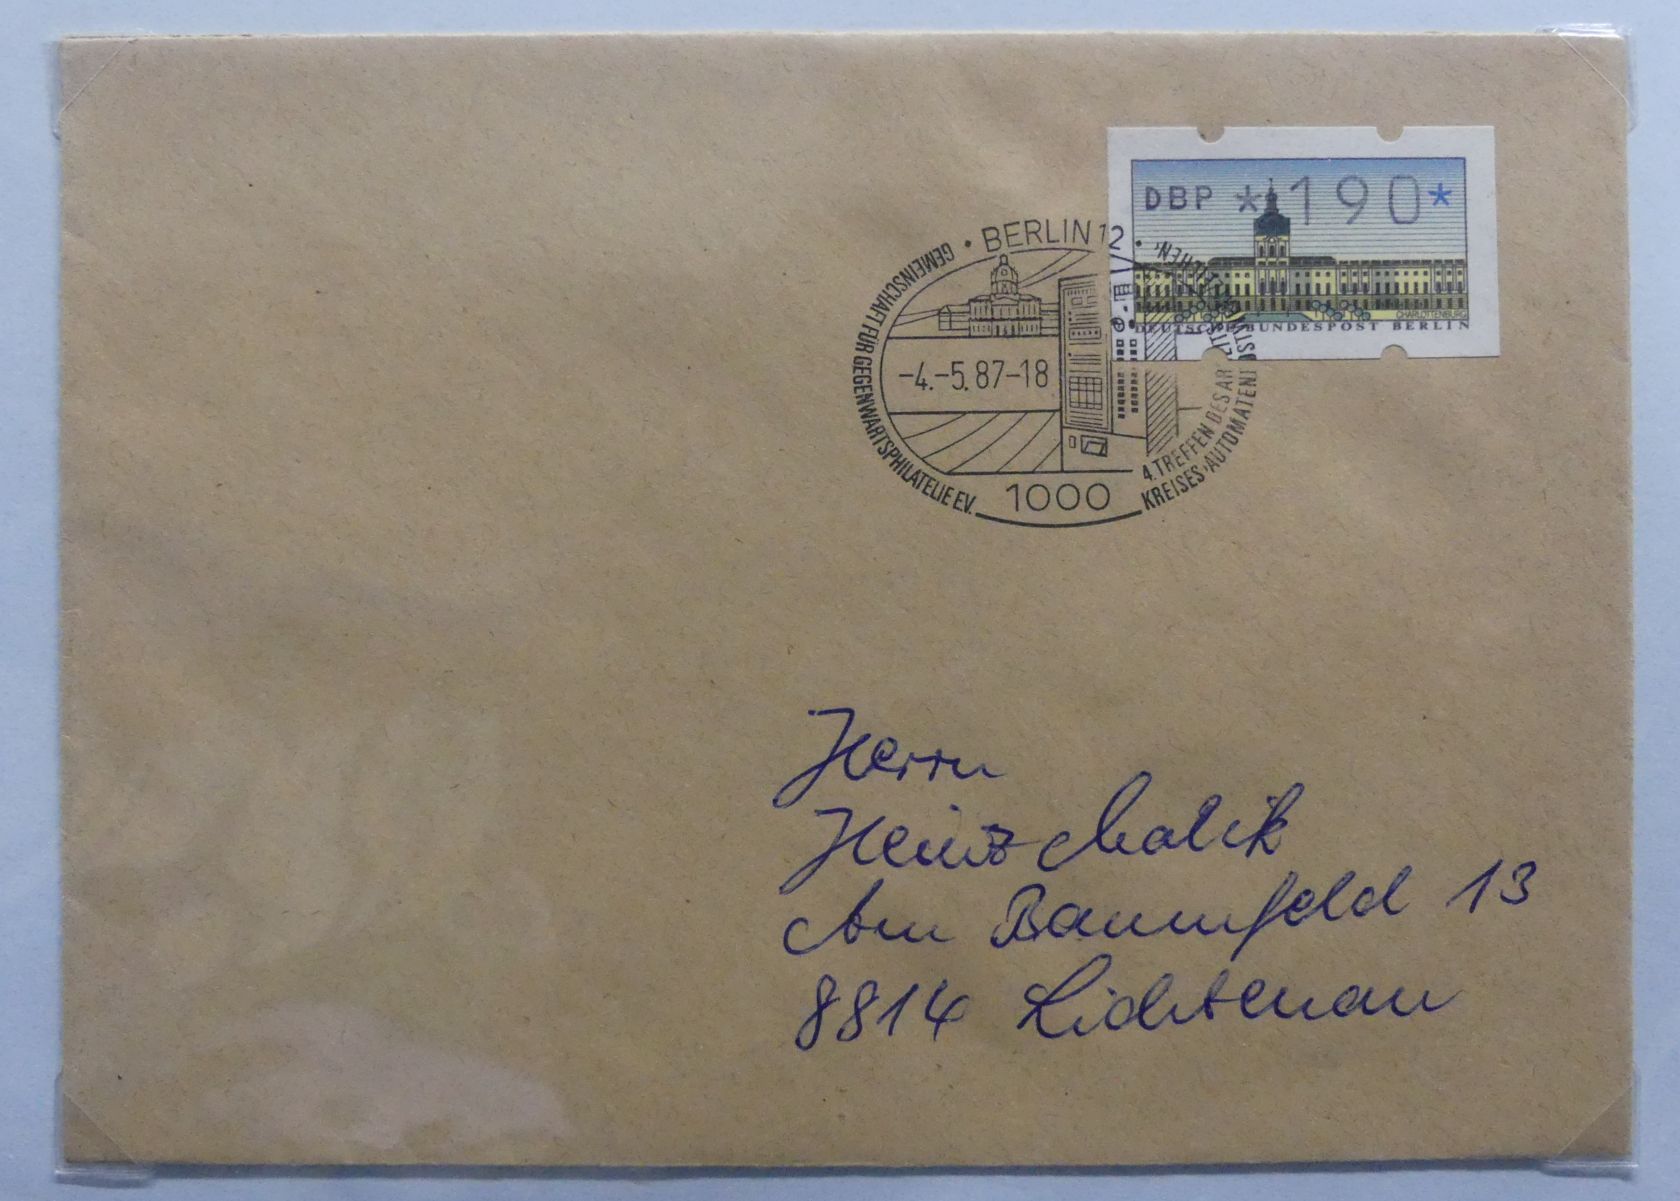 DBP *190*
CHARLOTTENBURG
DEUTSCHE BUNDESPOST BERLIN
BERLIN 12
GEMEINSCHAFT FÜR GEGENWARTSPHILATELIE E.V.
-4.-5.87-18
4. TREFFEN DES
KREISES „AUTOMATEN
1000
Herrn
Heinz Malik
Am Baumfeld 13
8814 Lichtenau